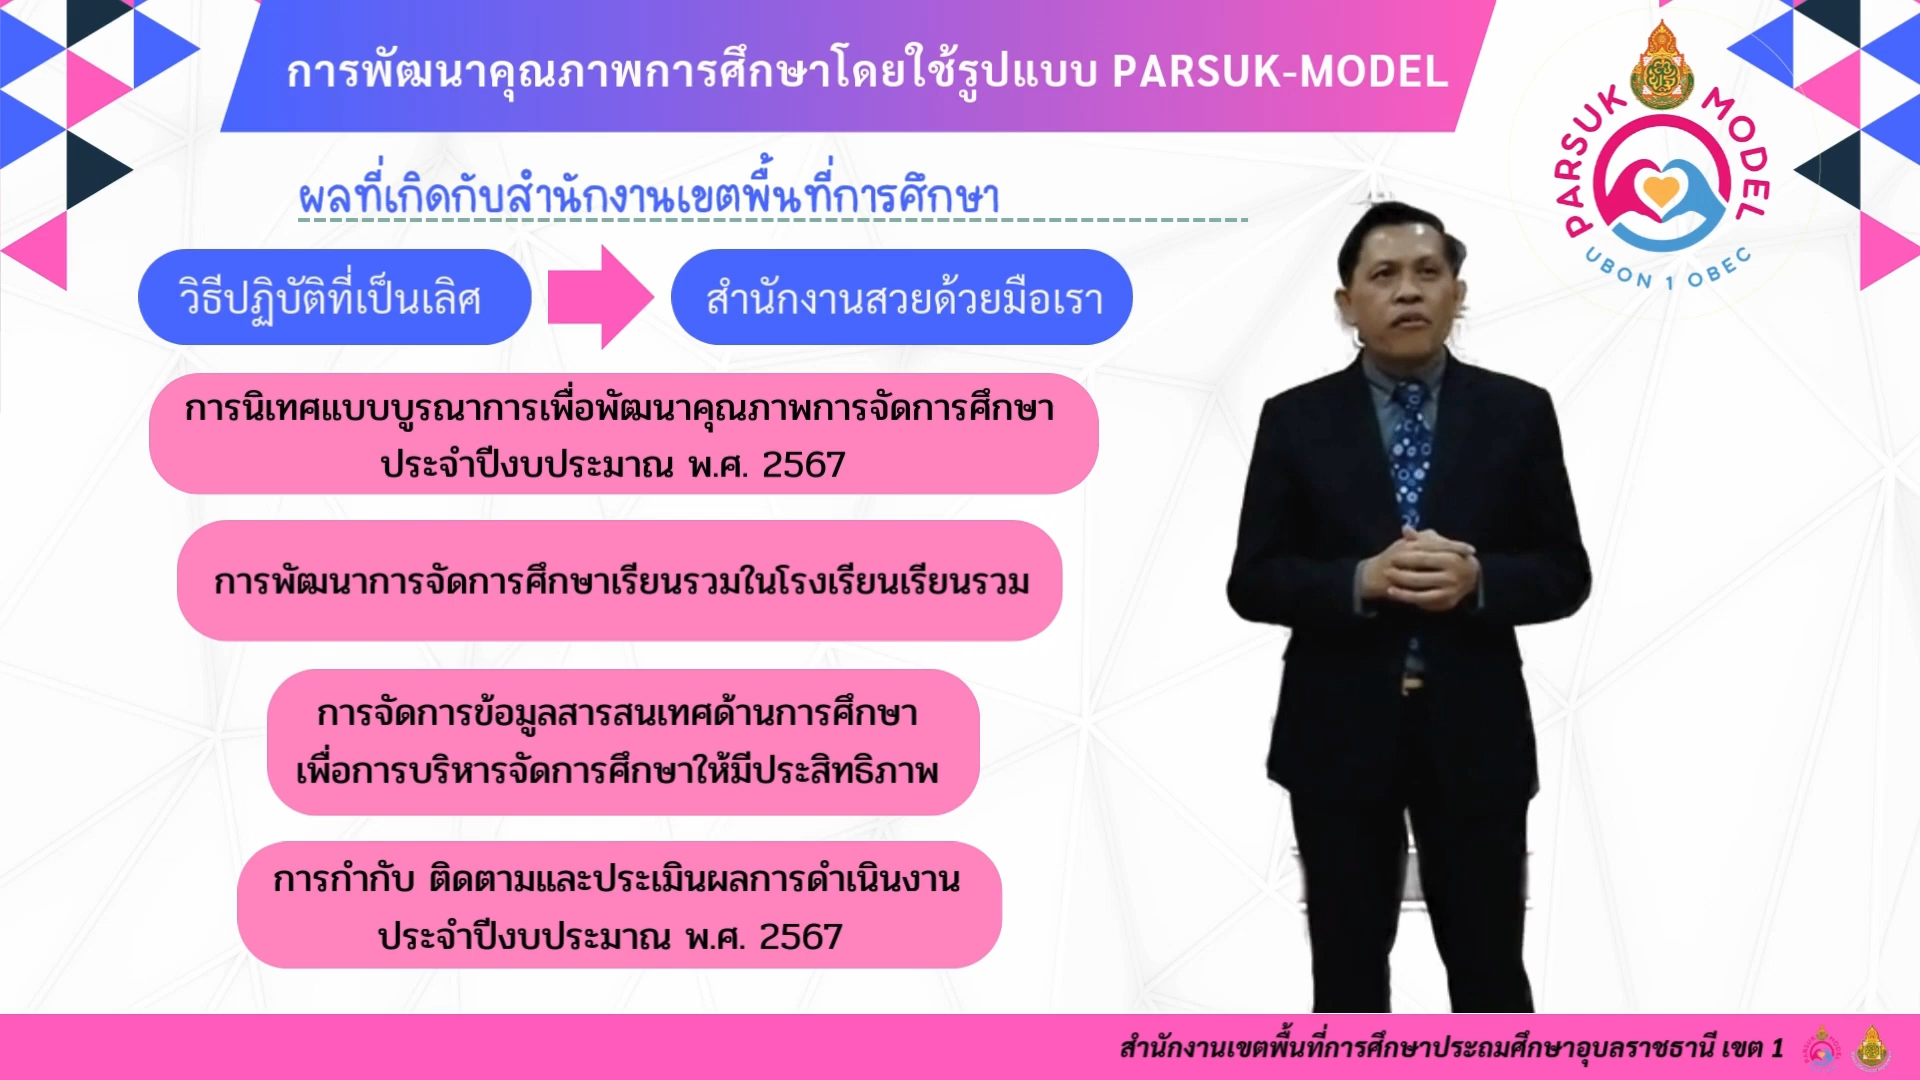 การพัฒนาคุณภาพการศึกษาโดยใช้รูปแบบ PARSUK-MODEL
PARSUK MODEL
UBON 1 OBEC
ผลที่เกิดกับสำนักงานเขตพื้นที่การศึกษา
วิธีปฏิบัติที่เป็นเลิศ
สำนักงานสวยด้วยมือเรา
การนิเทศแบบบูรณาการเพื่อพัฒนาคุณภาพการจัดการศึกษา
ประจำปีงบประมาณ พ.ศ. 2567
การพัฒนาการจัดการศึกษาเรียนรวมในโรงเรียนเรียนรวม
การจัดการข้อมูลสารสนเทศด้านการศึกษา
เพื่อการบริหารจัดการศึกษาให้มีประสิทธิภาพ
การกำกับ ติดตามและประเมินผลการดำเนินงาน
ประจำปีงบประมาณ พ.ศ. 2567
สำนักงานเขตพื้นที่การศึกษาประถมศึกษาอุบลราชธานี เขต 1